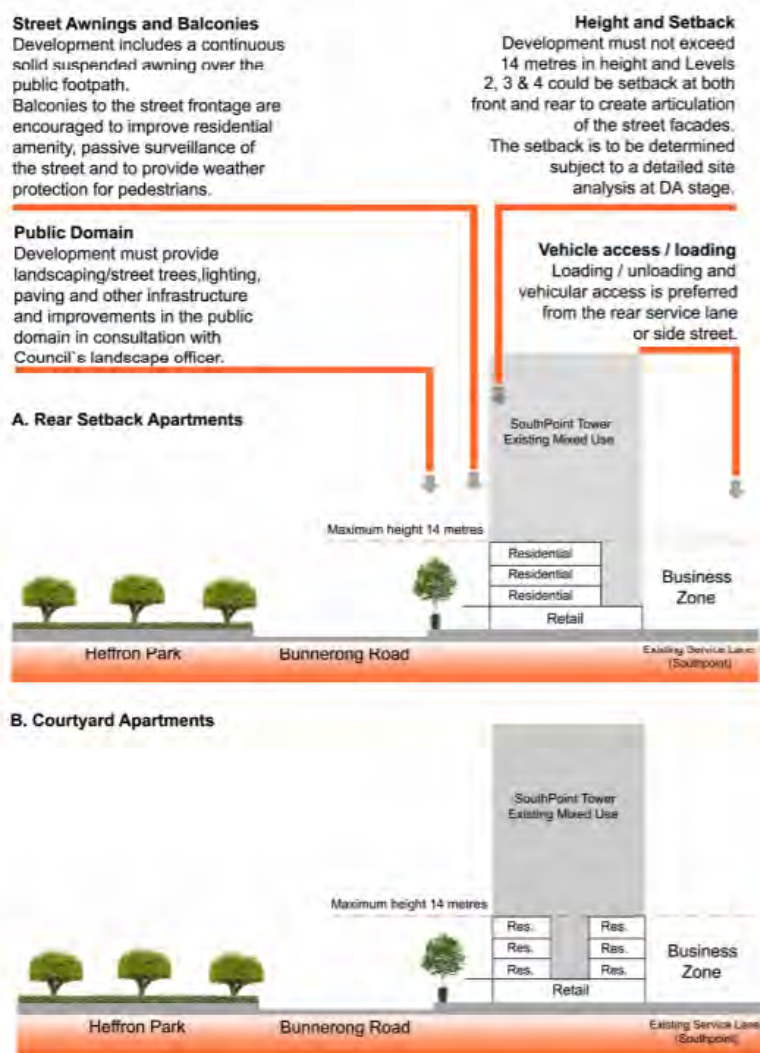 Street Awnings and Balconies
Development includes a continuous
solid suspended awning over the
public footpath.
Balconies to the street frontage are
encouraged to improve residential
amenity, passive surveillance of
the street and to provide weather
protection for pedestrians.
Height and Setback
Development must not exceed
14 metres in height and Levels
2, 3 & 4 could be setback at both
front and rear to create articulation
of the street facades.
The setback is to be determined
subject to a detailed site
analysis at DA stage.
Public Domain
Development must provide
landscaping/street trees,lighting,
paving and other infrastructure
and improvements in the public
domain in consultation with
Council`s landscape officer.
Vehicle access / loading
Loading / unloading and
vehicular access is preferred
from the rear service lane
or side street.
A. Rear Setback Apartments
SouthPoint Tower
Existing Mixed Use
Maximum height 14 metres
Residential
Residential
Residential
Retail
Business
Zone
Heffron Park
Bunnerong Road
Existing Service Lane
(Southpoint)
B. Courtyard Apartments
SouthPoint Tower
Existing Mixed Use
Maximum height 14 metres
Res.
Res.
Res.
Res.
Res.
Res.
Retail
Business
Zone
Heffron Park
Bunnerong Road
Existing Service Lane
(Southpoint)